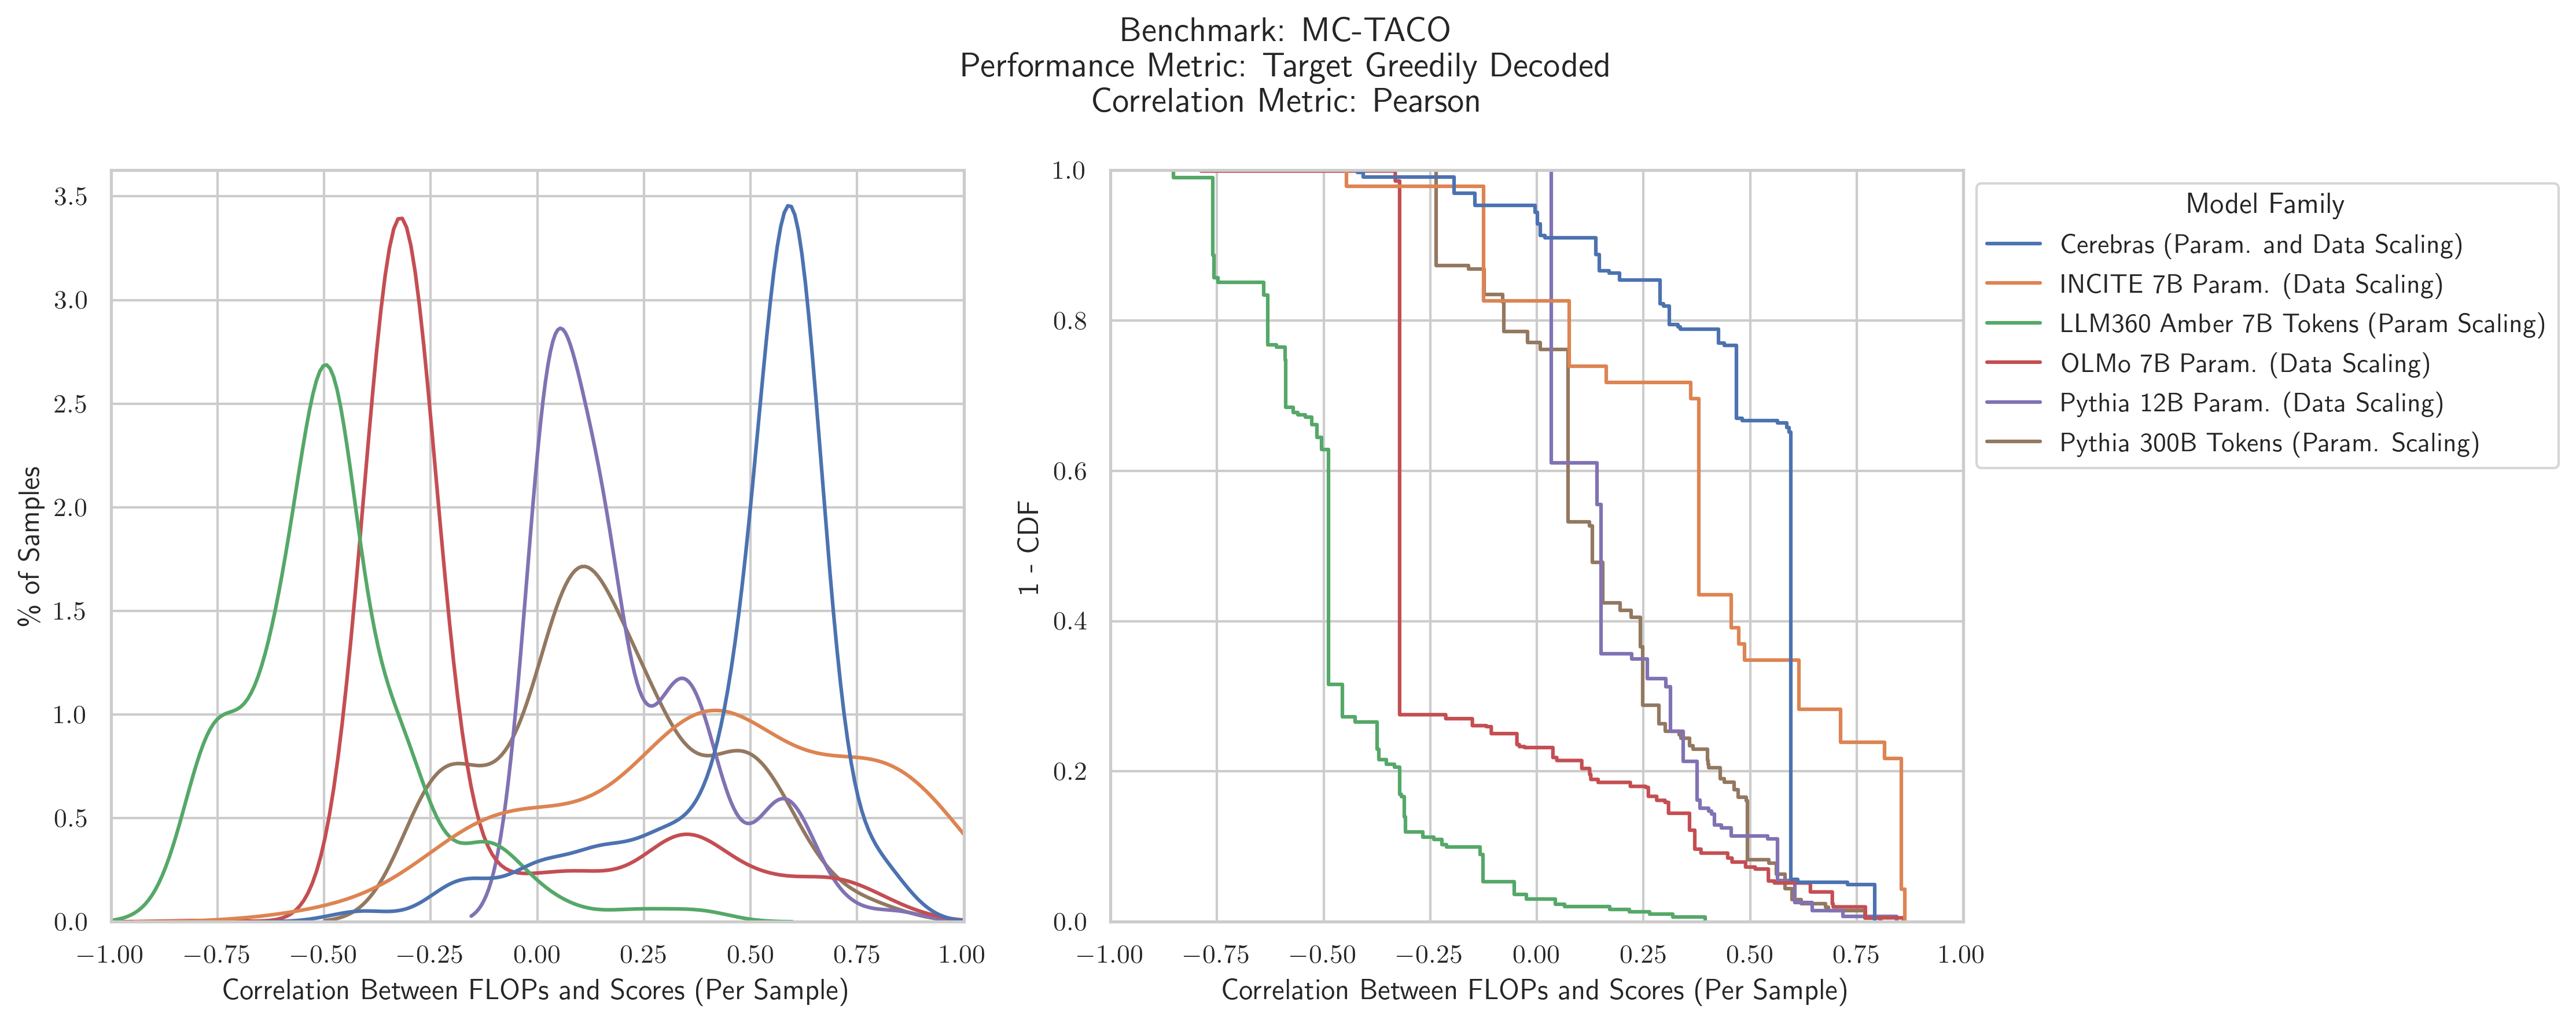 Benchmark: MC-TACO
Performance Metric: Target Greedily Decoded
Correlation Metric: Pearson
% of Samples
3.5
3.0
2.5
2.0
1.5
1.0
0.5
0.0
−1.00 −0.75 −0.50 −0.25 0.00 0.25 0.50 0.75 1.00
Correlation Between FLOPs and Scores (Per Sample)
1 - CDF
1.0
0.8
0.6
0.4
0.2
0.0
−1.00 −0.75 −0.50 −0.25 0.00 0.25 0.50 0.75 1.00
Correlation Between FLOPs and Scores (Per Sample)
Model Family
Cerebras (Param. and Data Scaling)
INCITE 7B Param. (Data Scaling)
LLM360 Amber 7B Tokens (Param Scaling)
OLMo 7B Param. (Data Scaling)
Pythia 12B Param. (Data Scaling)
Pythia 300B Tokens (Param. Scaling)